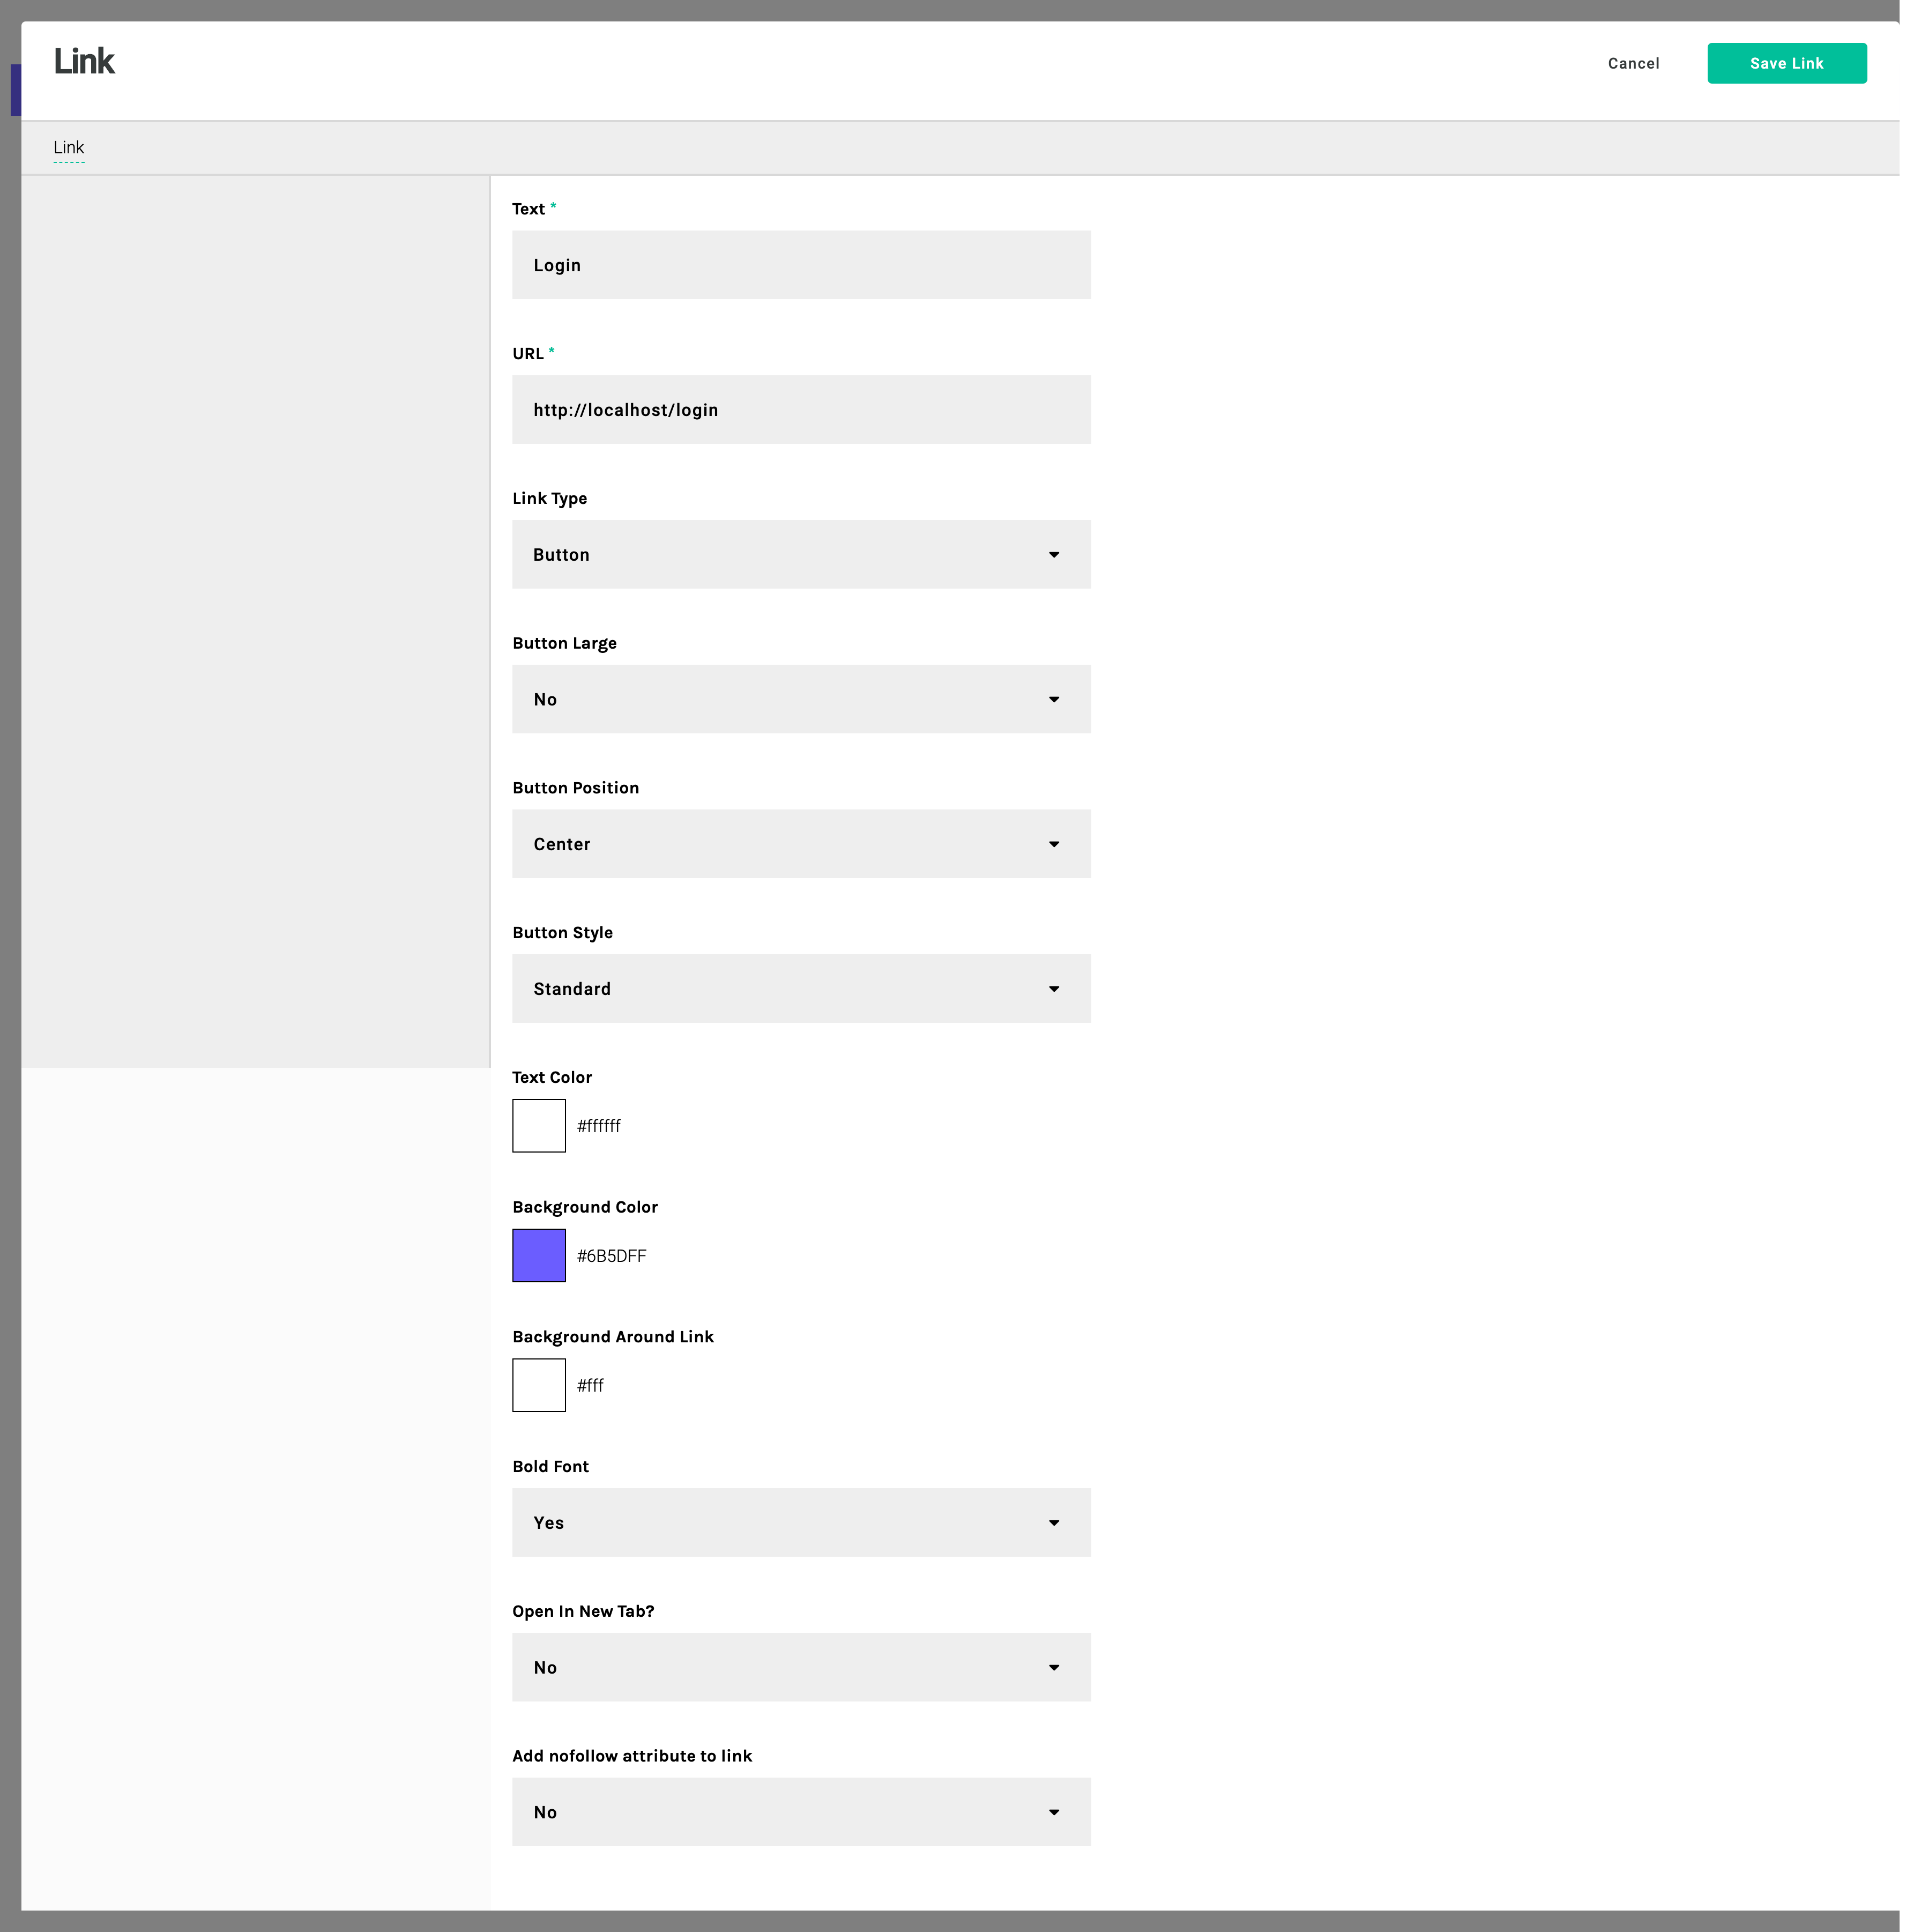 Link
Cancel
Save Link
Link
Text *
Login
URL *
http://localhost/login
Link Type
Button
Button Large
No
Button Position
Center
Button Style
Standard
Text Color
#ffffff
Background Color
#6B5DFF
Background Around Link
#fff
Bold Font
Yes
Open In New Tab?
No
Add nofollow attribute to link
No